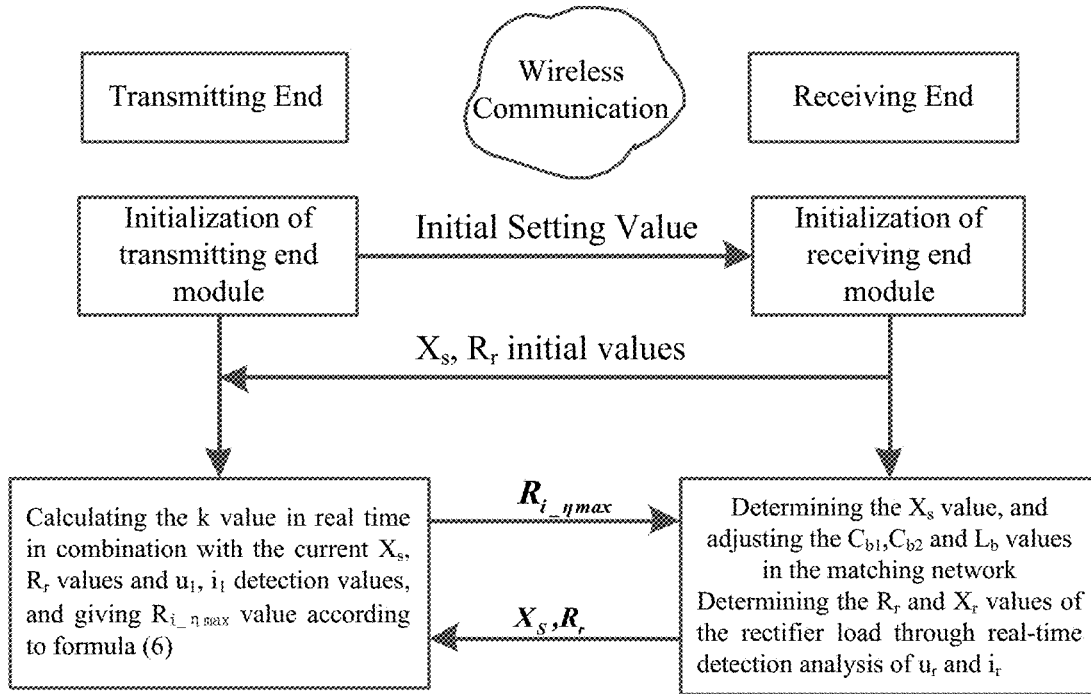 Transmitting End
Wireless
Communication
Receiving End
Initialization of
transmitting end
module
Initial Setting Value
Initialization of
receiving end
module
Xs, Rr initial values
Calculating the k value in real time
in combination with the current Xs,
Rr values and u1, i1 detection values,
and giving Ri_ηmax value according
to formula (6)
Ri_ηmax
XS,Rr
Determining the Xs value, and
adjusting the Cb1,Cb2 and Lb values
in the matching network
Determining the Rr and Xr values of
the rectifier load through real-time
detection analysis of ur and ir